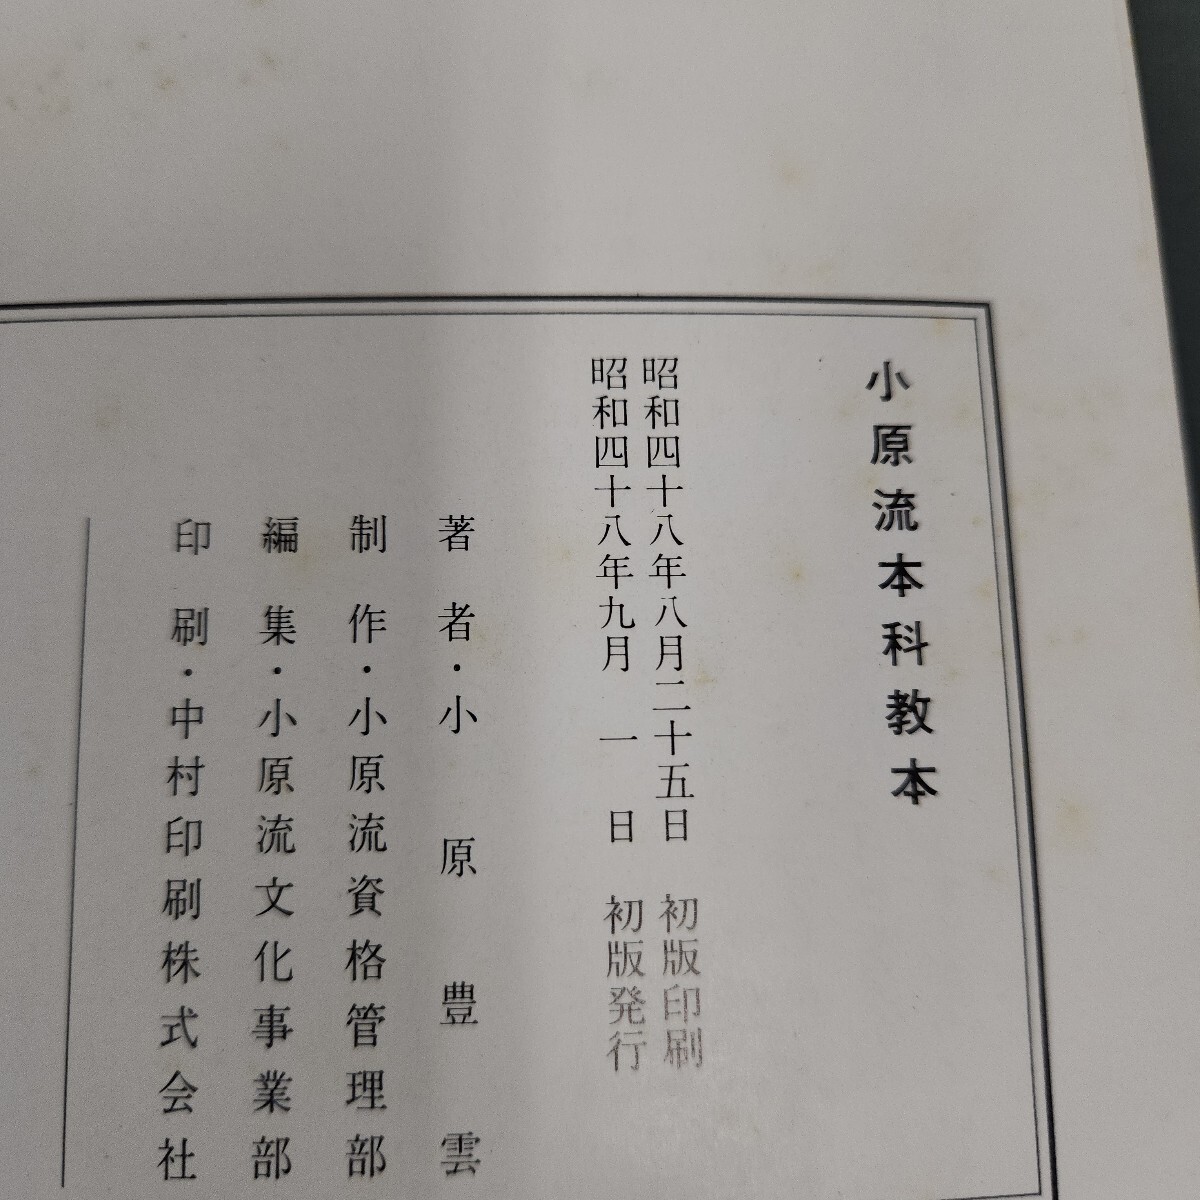 小原流本科教本
昭和四十八年八月二十五日 初版印刷
昭和四十八年九月 一 日 初版発行
著者・小原豊雲
制作・小原流資格管理部
編集・小原流文化事業部
印刷・中村印刷株式会社